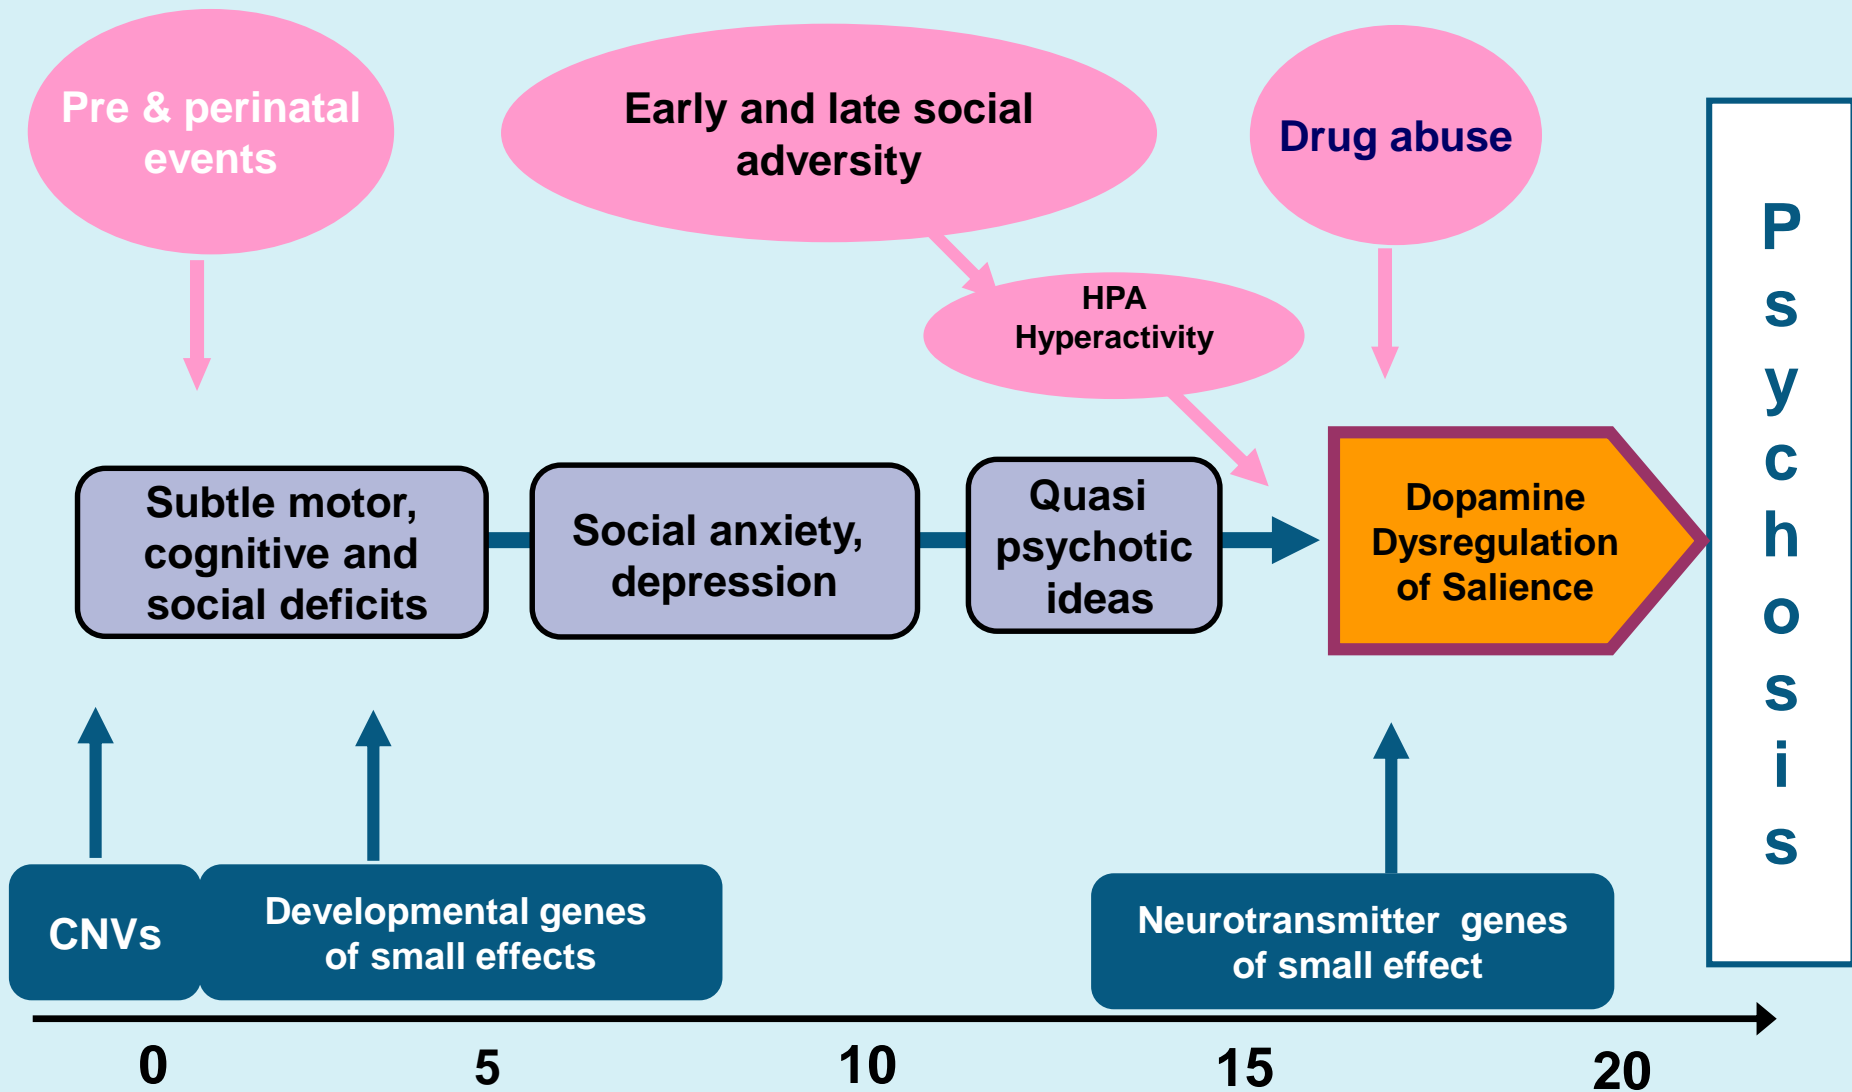 Pre & perinatal
events
Early and late social
adversity
Drug abuse
HPA
Hyperactivity
Subtle motor,
cognitive and
social deficits
Social anxiety,
depression
Quasi
psychotic
ideas
Dopamine
Dysregulation
of Salience
P
s
y
c
h
o
s
i
s
CNVs
Developmental genes
of small effects
Neurotransmitter genes
of small effect
0
5
10
15
20